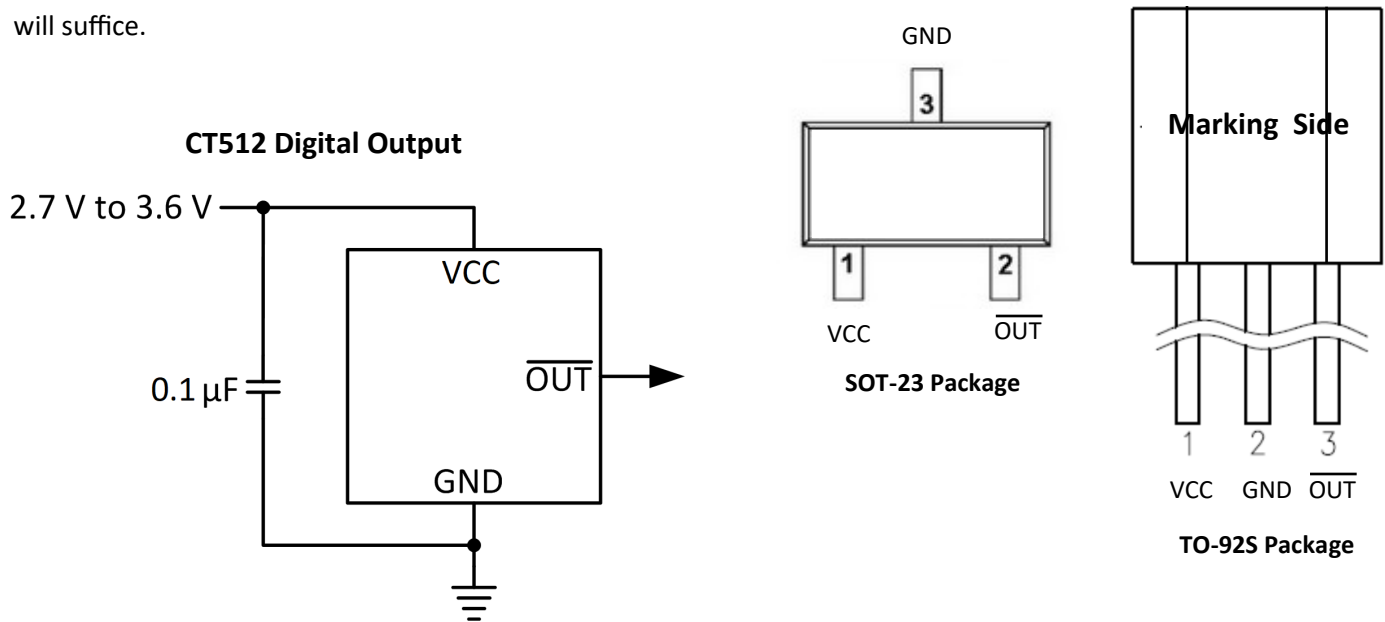 will suffice.
CT512 Digital Output
2.7 V to 3.6 V
VCC
OUT
0.1 µF
GND
GND
3
1
2
VCC
OUT
SOT-23 Package
Marking Side
1 2 3
VCC GND OUT
TO-92S Package